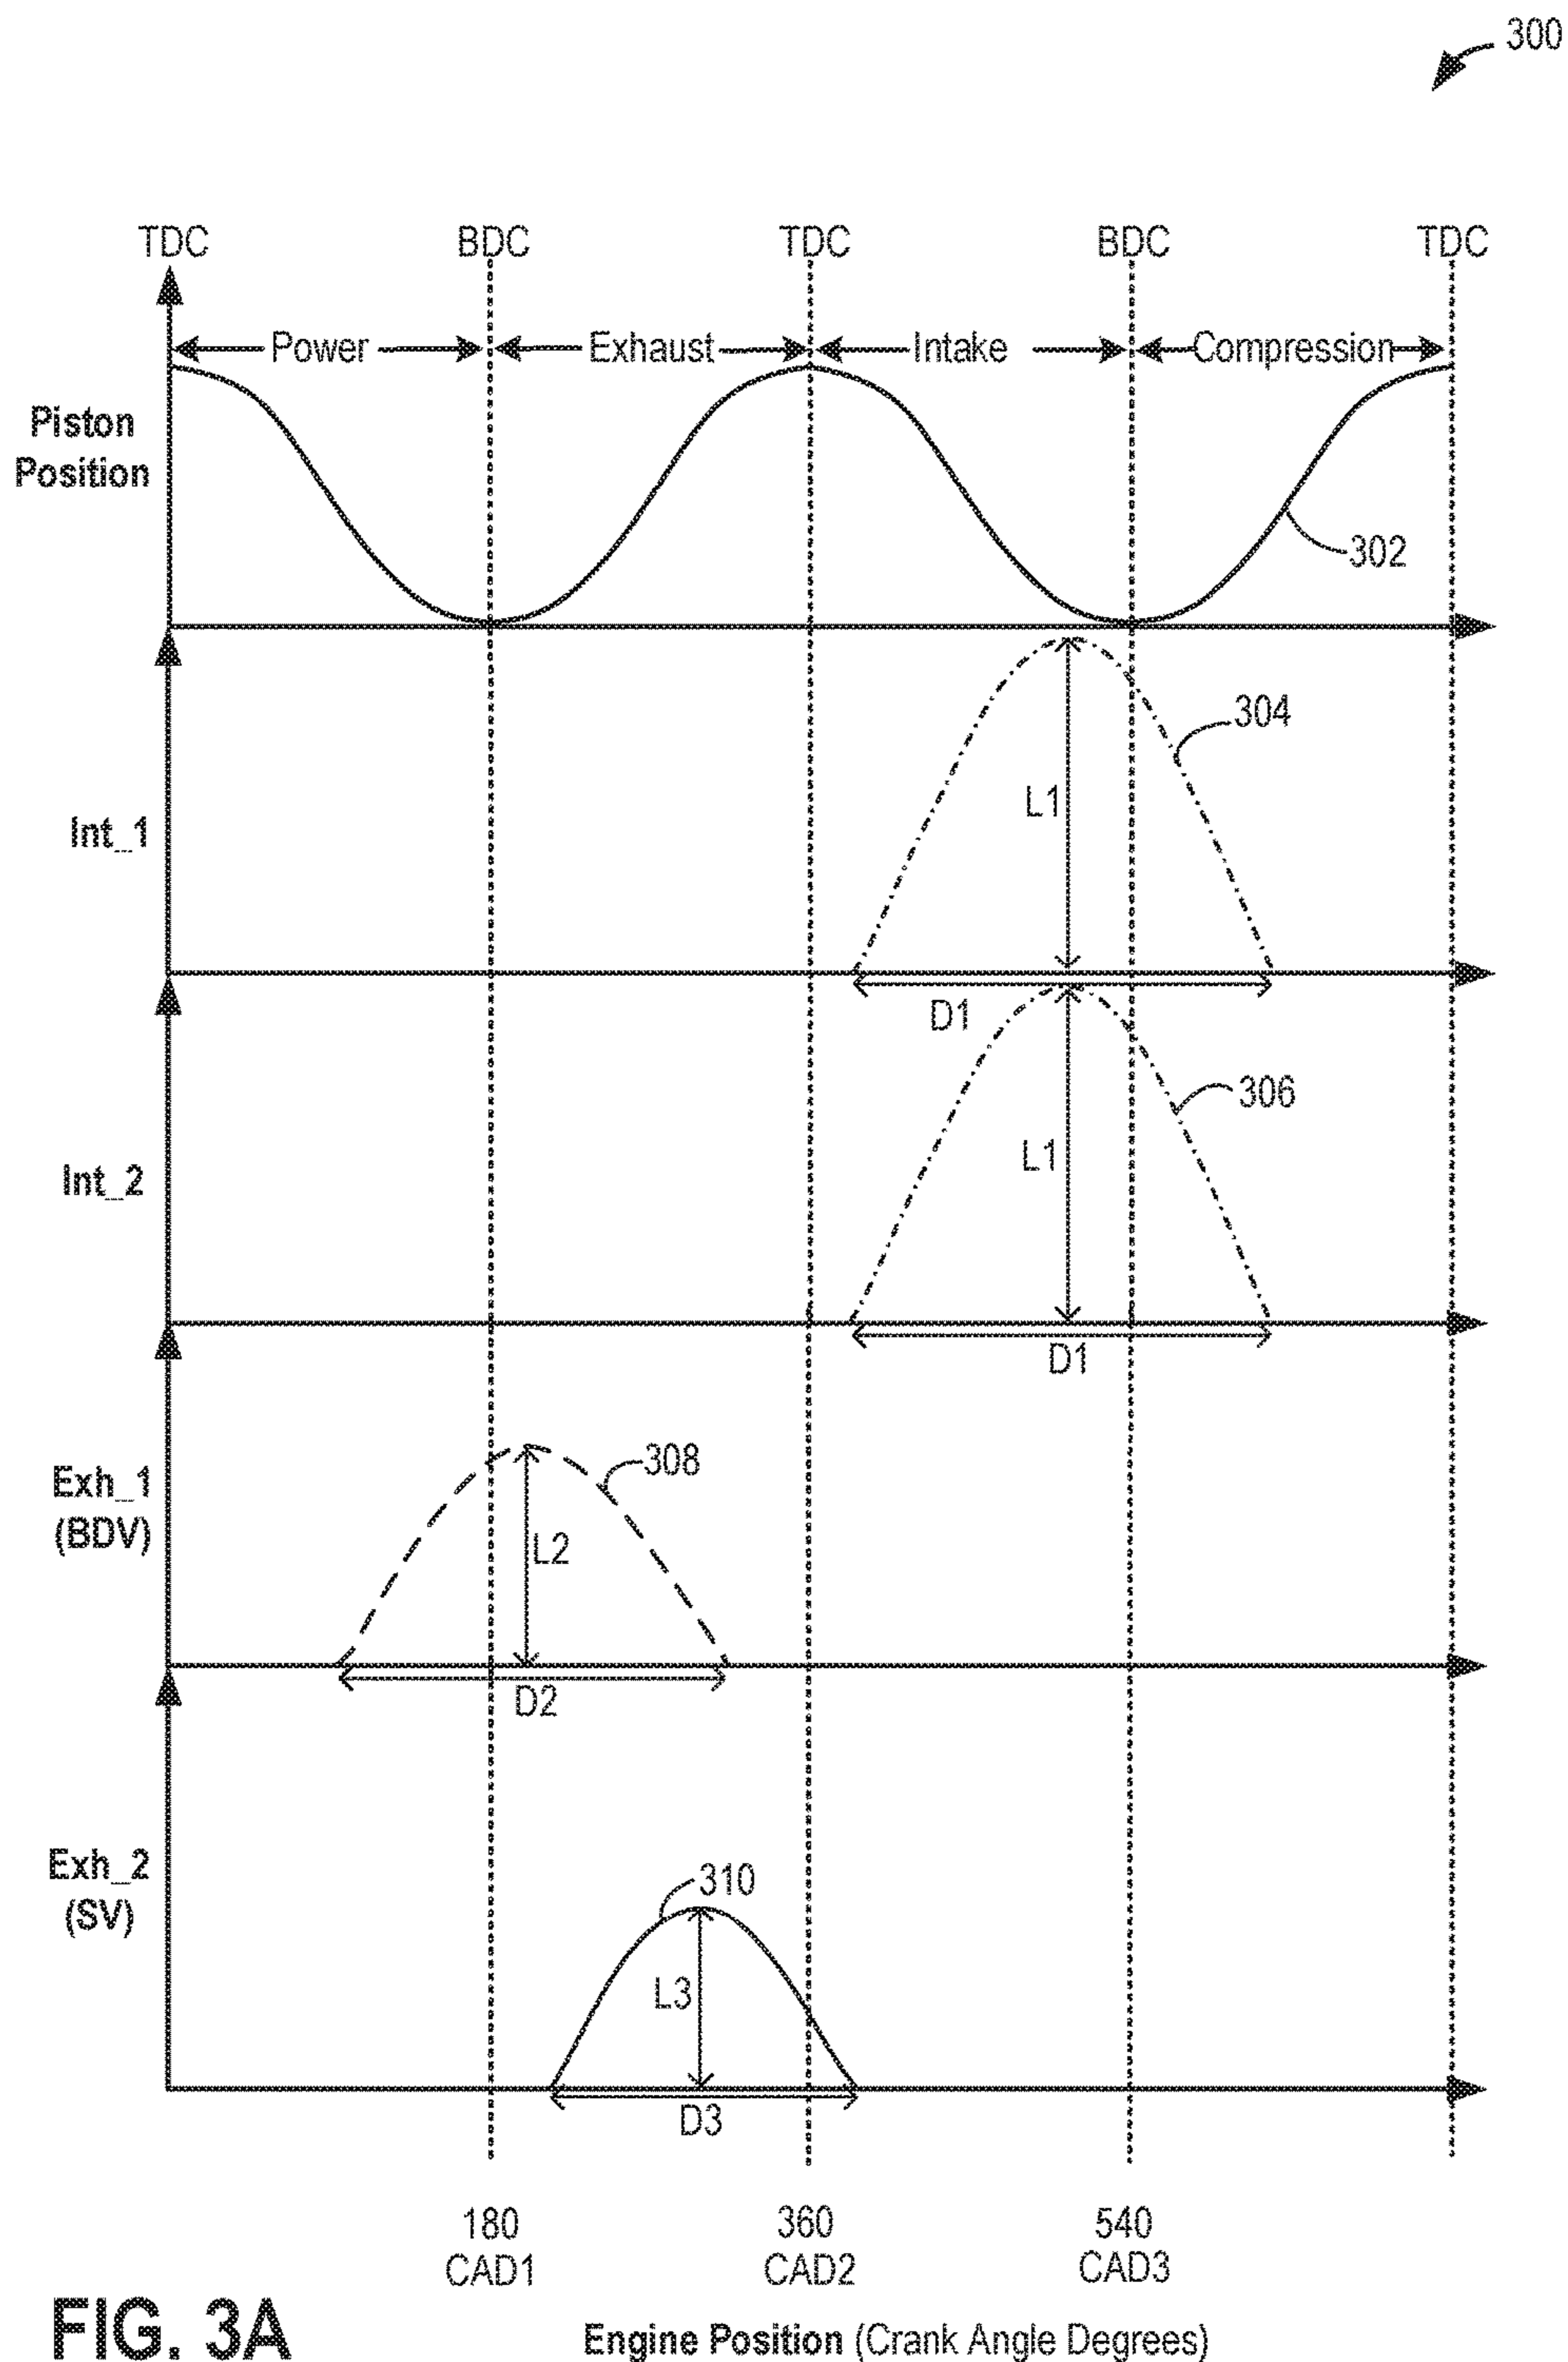 300
TDC BDC TDC BDC TDC
Power Exhaust Intake Compression
Piston
Position
302
304
L1
Int_1
D1
306
L1
Int_2
D1
308
Exh_1
(BDV)
L2
D2
310
Exh_2
(SV)
L3
D3
180 360 540
CAD1 CAD2 CAD3
FIG. 3A
Engine Position (Crank Angle Degrees)